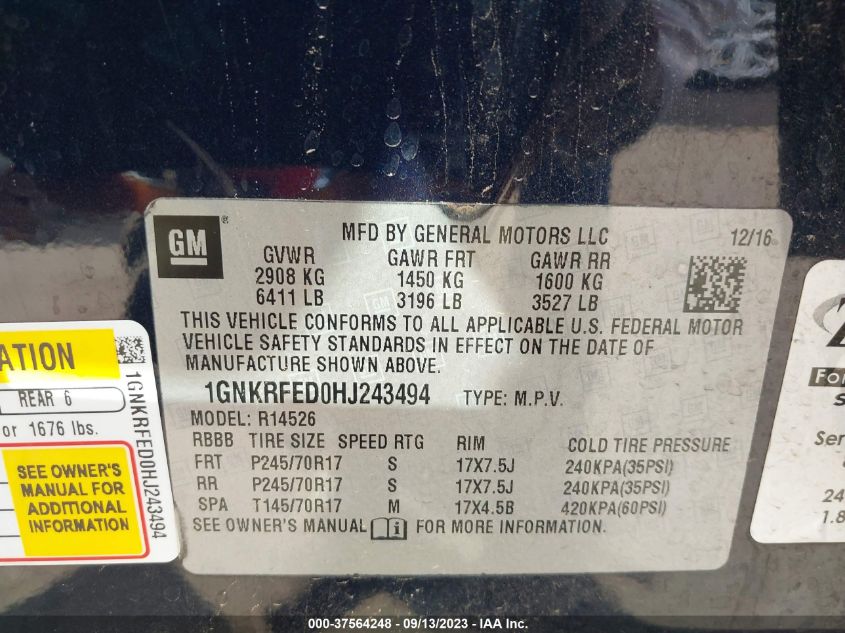 GM ®
MFD BY GENERAL MOTORS LLC 12/16
GVWR GAWR FRT GAWR RR
2908 KG 1450 KG 1600 KG
6411 LB 3196 LB 3527 LB
THIS VEHICLE CONFORMS TO ALL APPLICABLE U.S. FEDERAL MOTOR
VEHICLE SAFETY STANDARDS IN EFFECT ON THE DATE OF
MANUFACTURE SHOWN ABOVE.
1GNKRFED0HJ243494 TYPE: M.P.V.
MODEL: R14526
RBBB TIRE SIZE SPEED RTG RIM COLD TIRE PRESSURE
FRT P245/70R17 S 17X7.5J 240KPA(35PSI)
RR P245/70R17 S 17X7.5J 240KPA(35PSI)
SPA T145/70R17 M 17X4.5B 420KPA(60PSI)
SEE OWNER'S MANUAL FOR MORE INFORMATION.
ATION
REAR 6
or 1676 lbs.
SEE OWNER'S
MANUAL FOR
ADDITIONAL
INFORMATION
1GNKRFED0HJ243494
For
Ser
24
1.8
000-37564248 - 09/13/2023 - IAA Inc.